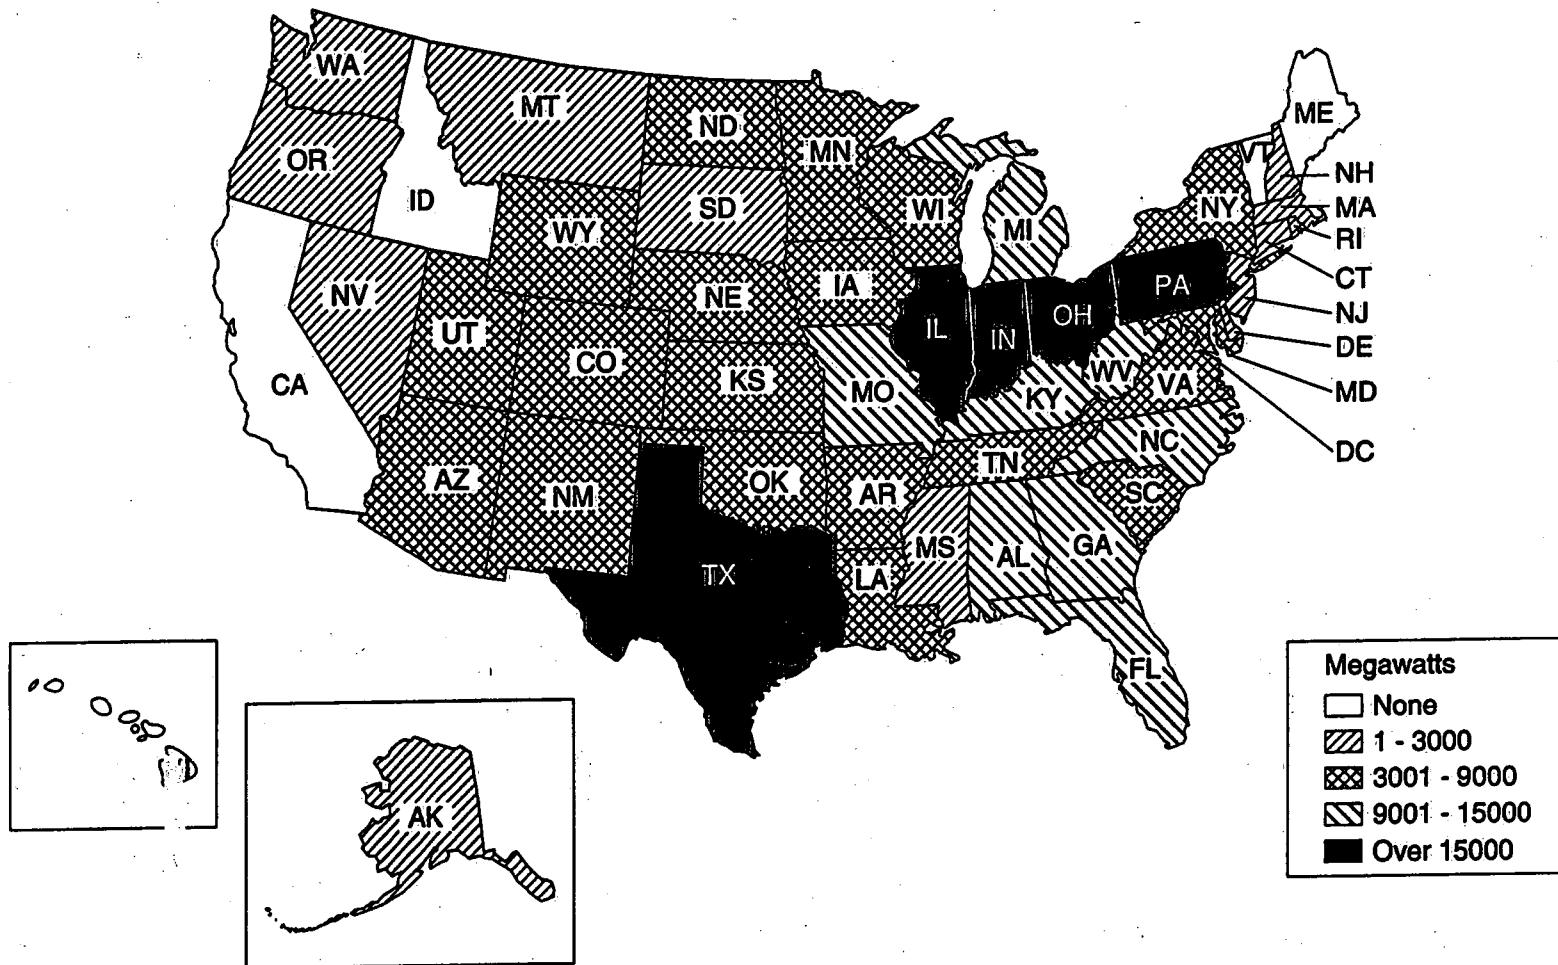 WA
MT
ND
MN
ME
OR
ID
SD
WI
MI
VT
NH
NY
MA
RI
WY
CT
NV
NE
IA
PA
NJ
UT
CO
IL
IN
OH
DE
CA
KS
MO
KY
WV
VA
MD
DC
AZ
NM
OK
AR
TN
NC
SC
TX
LA
MS
AL
GA
FL
AK
Megawatts
None
1 - 3000
3001 - 9000
9001 - 15000
Over 15000